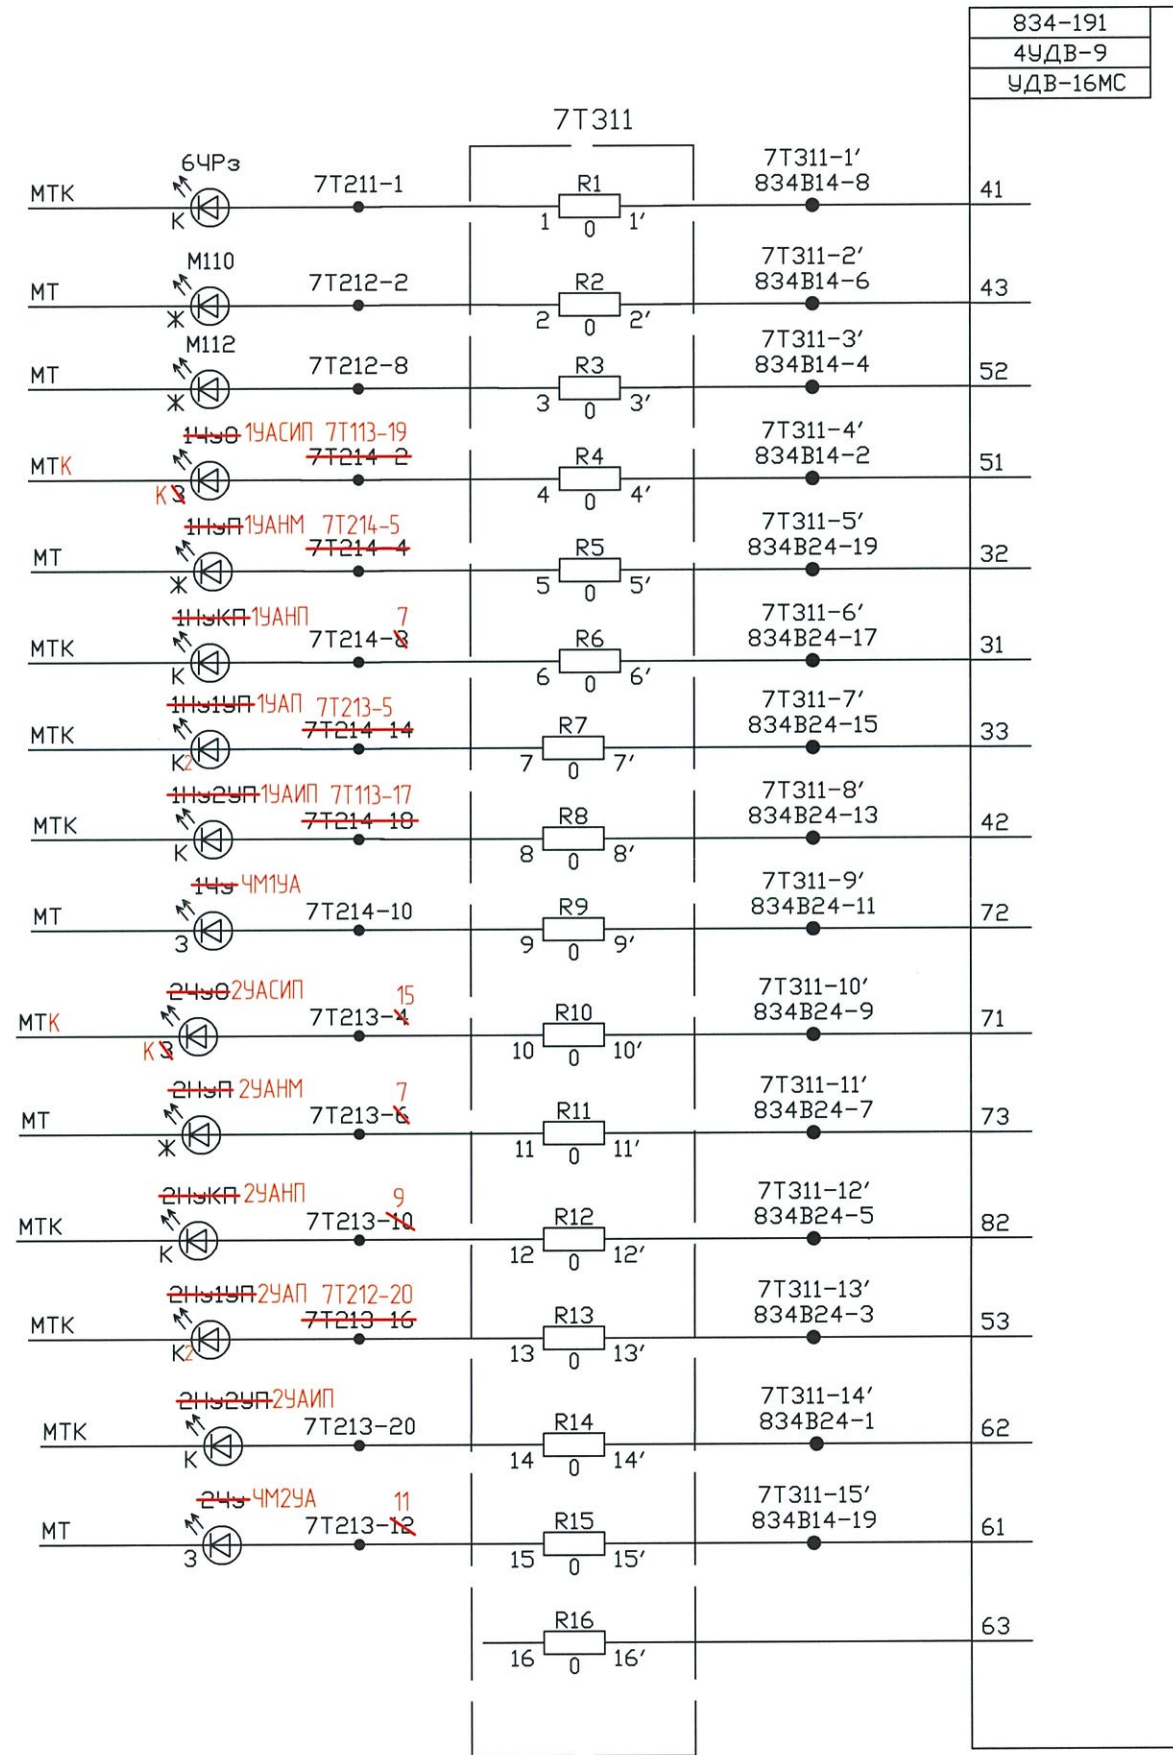 834-191
4УДВ-9
УДВ-16МС
7Т311
6ЧРз 7Т311-1′
МТК 7Т211-1 R1 834В14-8 41
К 1 0 1′
М110 7Т311-2′
МТ 7Т212-2 R2 834В14-6 43
Ж 2 0 2′
М112 7Т311-3′
МТ 7Т212-8 R3 834В14-4 52
Ж 3 0 3′
1ЧэО 1УАСИП 7Т113-19 7Т311-4′
МТК 7Т214-2 R4 834В14-2 51
К З 4 0 4′
1НэП 1УАНМ 7Т214-5 7Т311-5′
МТ 7Т214-4 R5 834В24-19 32
Ж 5 0 5′
1НэКП 1УАНП 7 7Т311-6′
МТК 7Т214-8 R6 834В24-17 31
К 6 0 6′
1Нэ1УП 1УАП 7Т213-5 7Т311-7′
МТК 7Т214-14 R7 834В24-15 33
К2 7 0 7′
1Нэ2УП 1УАИП 7Т113-17 7Т311-8′
МТК 7Т214-18 R8 834В24-13 42
К 8 0 8′
1Чэ ЧМ1УА 7Т311-9′
МТ 7Т214-10 R9 834В24-11 72
З 9 0 9′
2ЧэО 2УАСИП 15 7Т311-10′
МТК 7Т213-4 R10 834В24-9 71
К З 10 0 10′
2НэП 2УАНМ 7 7Т311-11′
МТ 7Т213-6 R11 834В24-7 73
Ж 11 0 11′
2НэКП 2УАНП 9 7Т311-12′
МТК 7Т213-10 R12 834В24-5 82
К 12 0 12′
2Нэ1УП 2УАП 7Т212-20 7Т311-13′
МТК 7Т213-16 R13 834В24-3 53
К2 13 0 13′
2Нэ2УП 2УАИП 7Т311-14′
МТК 7Т213-20 R14 834В24-1 62
К 14 0 14′
2Чэ ЧМ2УА 11 7Т311-15′
МТ 7Т213-12 R15 834В14-19 61
З 15 0 15′
R16 63
16 0 16′